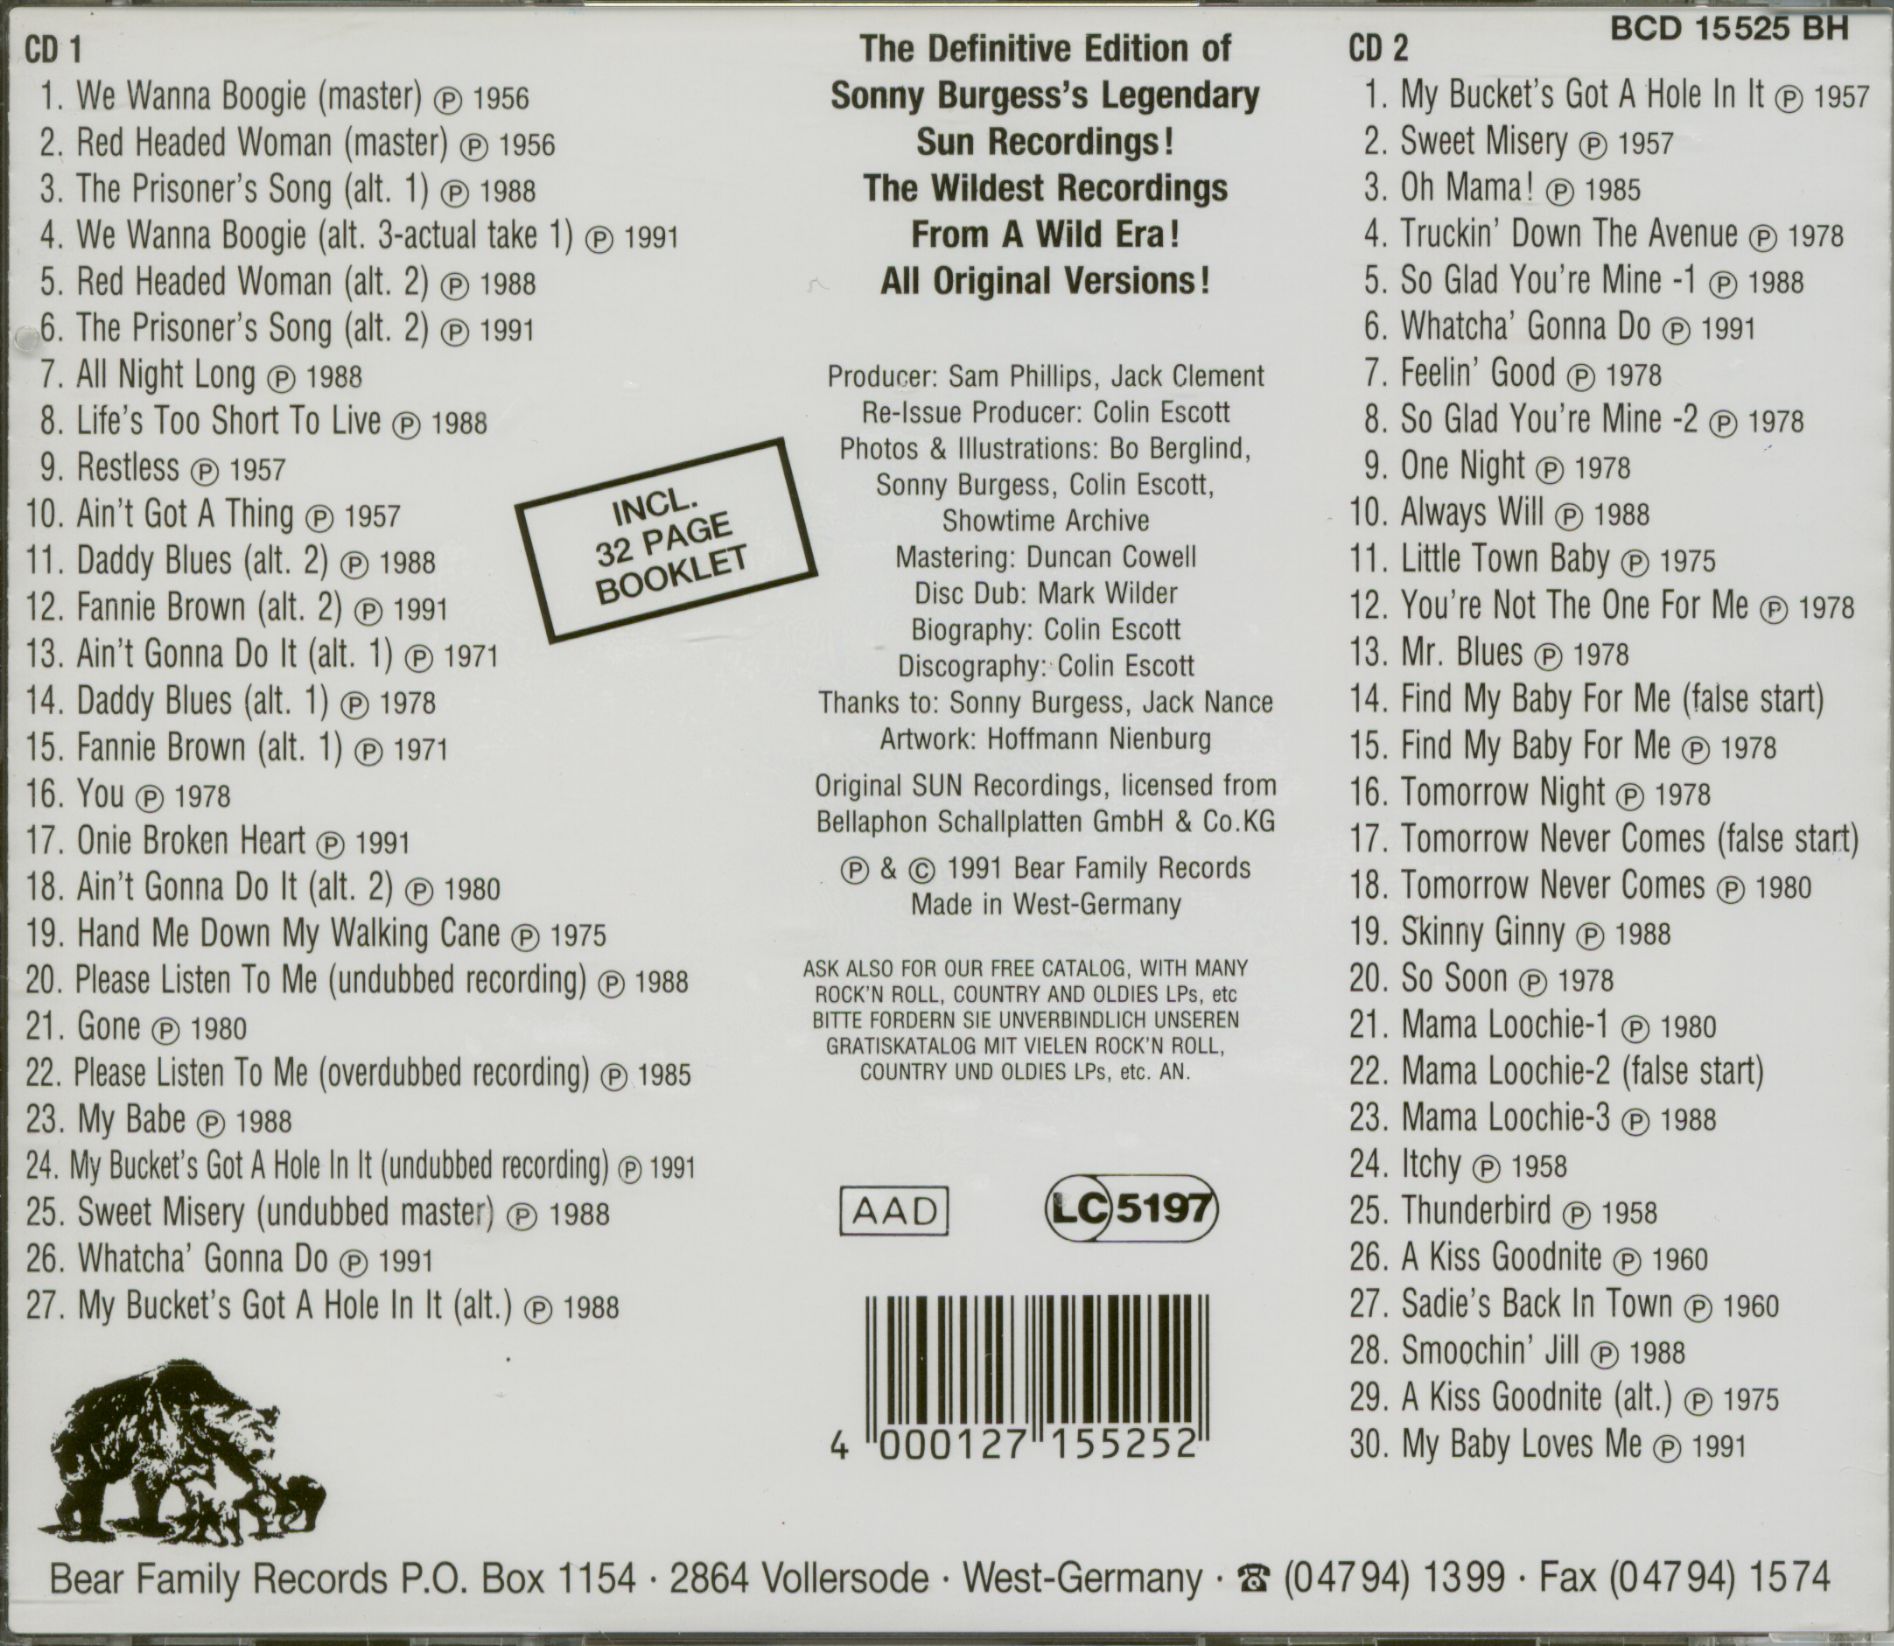 CD 1
1. We Wanna Boogie (master) Ⓟ 1956
2. Red Headed Woman (master) Ⓟ 1956
3. The Prisoner's Song (alt. 1) Ⓟ 1988
4. We Wanna Boogie (alt. 3-actual take 1) Ⓟ 1991
5. Red Headed Woman (alt. 2) Ⓟ 1988
6. The Prisoner's Song (alt. 2) Ⓟ 1991
7. All Night Long Ⓟ 1988
8. Life's Too Short To Live Ⓟ 1988
9. Restless Ⓟ 1957
10. Ain't Got A Thing Ⓟ 1957
11. Daddy Blues (alt. 2) Ⓟ 1988
12. Fannie Brown (alt. 2) Ⓟ 1991
13. Ain't Gonna Do It (alt. 1) Ⓟ 1971
14. Daddy Blues (alt. 1) Ⓟ 1978
15. Fannie Brown (alt. 1) Ⓟ 1971
16. You Ⓟ 1978
17. Onie Broken Heart Ⓟ 1991
18. Ain't Gonna Do It (alt. 2) Ⓟ 1980
19. Hand Me Down My Walking Cane Ⓟ 1975
20. Please Listen To Me (undubbed recording) Ⓟ 1988
21. Gone Ⓟ 1980
22. Please Listen To Me (overdubbed recording) Ⓟ 1985
23. My Babe Ⓟ 1988
24. My Bucket's Got A Hole In It (undubbed recording) Ⓟ 1991
25. Sweet Misery (undubbed master) Ⓟ 1988
26. Whatcha' Gonna Do Ⓟ 1991
27. My Bucket's Got A Hole In It (alt.) Ⓟ 1988
INCL.
32 PAGE
BOOKLET
The Definitive Edition of
Sonny Burgess's Legendary
Sun Recordings!
The Wildest Recordings
From A Wild Era!
All Original Versions!
Producer: Sam Phillips, Jack Clement
Re-Issue Producer: Colin Escott
Photos & Illustrations: Bo Berglind,
Sonny Burgess, Colin Escott,
Showtime Archive
Mastering: Duncan Cowell
Disc Dub: Mark Wilder
Biography: Colin Escott
Discography: Colin Escott
Thanks to: Sonny Burgess, Jack Nance
Artwork: Hoffmann Nienburg
Original SUN Recordings, licensed from
Bellaphon Schallplatten GmbH & Co.KG
Ⓟ & © 1991 Bear Family Records
Made in West-Germany
ASK ALSO FOR OUR FREE CATALOG, WITH MANY
ROCK'N ROLL, COUNTRY AND OLDIES LPs, etc
BITTE FORDERN SIE UNVERBINDLICH UNSEREN
GRATISKATALOG MIT VIELEN ROCK'N ROLL,
COUNTRY UND OLDIES LPs, etc. AN.
AAD
LC 5197
4 000127 155252
BCD 15525 BH
CD 2
1. My Bucket's Got A Hole In It Ⓟ 1957
2. Sweet Misery Ⓟ 1957
3. Oh Mama! Ⓟ 1985
4. Truckin' Down The Avenue Ⓟ 1978
5. So Glad You're Mine -1 Ⓟ 1988
6. Whatcha' Gonna Do Ⓟ 1991
7. Feelin' Good Ⓟ 1978
8. So Glad You're Mine -2 Ⓟ 1978
9. One Night Ⓟ 1978
10. Always Will Ⓟ 1988
11. Little Town Baby Ⓟ 1975
12. You're Not The One For Me Ⓟ 1978
13. Mr. Blues Ⓟ 1978
14. Find My Baby For Me (false start)
15. Find My Baby For Me Ⓟ 1978
16. Tomorrow Night Ⓟ 1978
17. Tomorrow Never Comes (false start)
18. Tomorrow Never Comes Ⓟ 1980
19. Skinny Ginny Ⓟ 1988
20. So Soon Ⓟ 1978
21. Mama Loochie-1 Ⓟ 1980
22. Mama Loochie-2 (false start)
23. Mama Loochie-3 Ⓟ 1988
24. Itchy Ⓟ 1958
25. Thunderbird Ⓟ 1958
26. A Kiss Goodnite Ⓟ 1960
27. Sadie's Back In Town Ⓟ 1960
28. Smoochin' Jill Ⓟ 1988
29. A Kiss Goodnite (alt.) Ⓟ 1975
30. My Baby Loves Me Ⓟ 1991
Bear Family Records P.O. Box 1154 · 2864 Vollersode · West-Germany · ☎ (04794) 1399 · Fax (04794) 1574